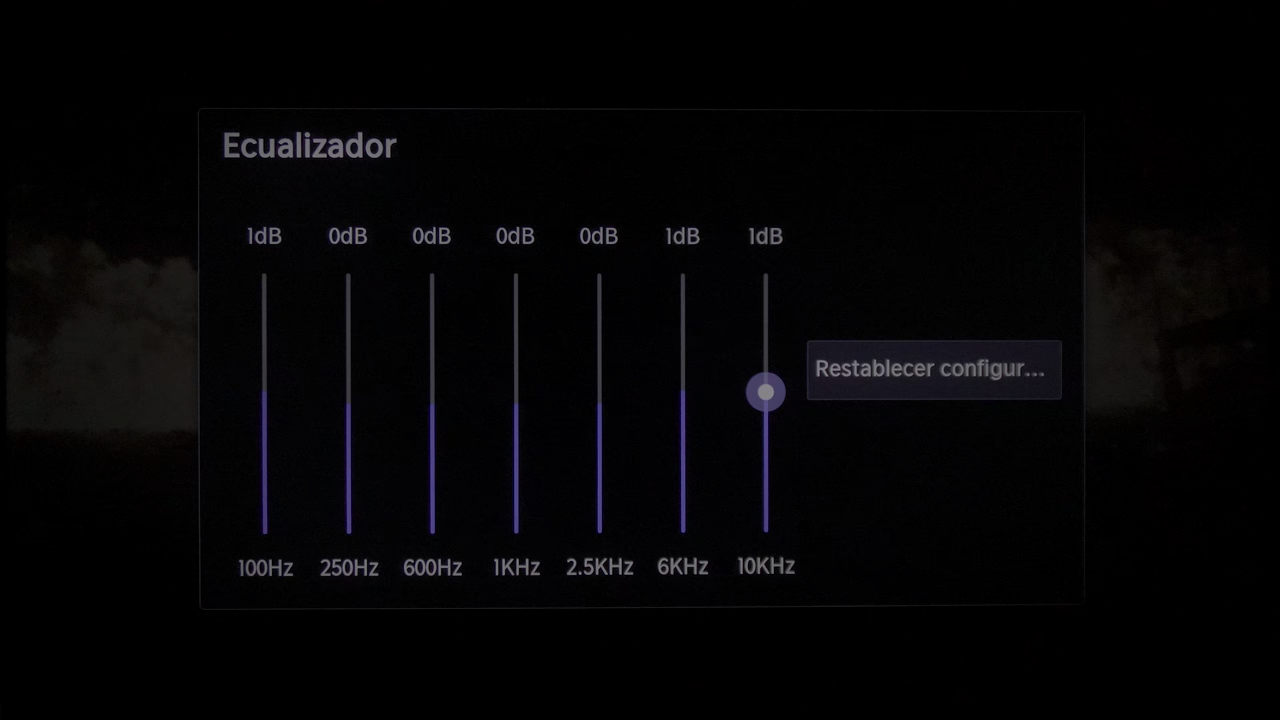 Ecualizador
1dB 0dB 0dB 0dB 0dB 1dB 1dB
Restablecer configur...
100Hz 250Hz 600Hz 1KHz 2.5KHz 6KHz 10KHz